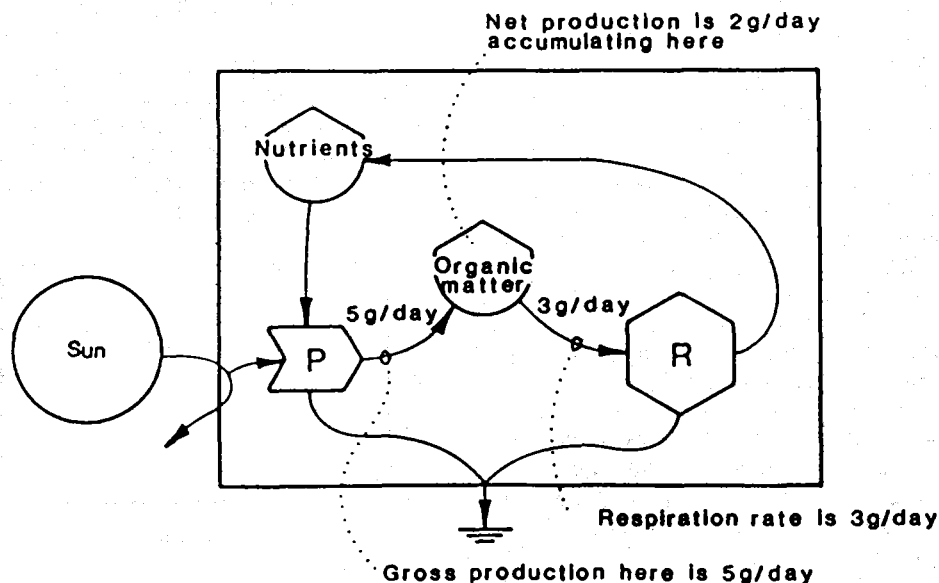 Net production is 2g/day
accumulating here
Nutrients
Organic
matter
5g/day
3g/day
Sun
P
R
Respiration rate is 3g/day
Gross production here is 5g/day